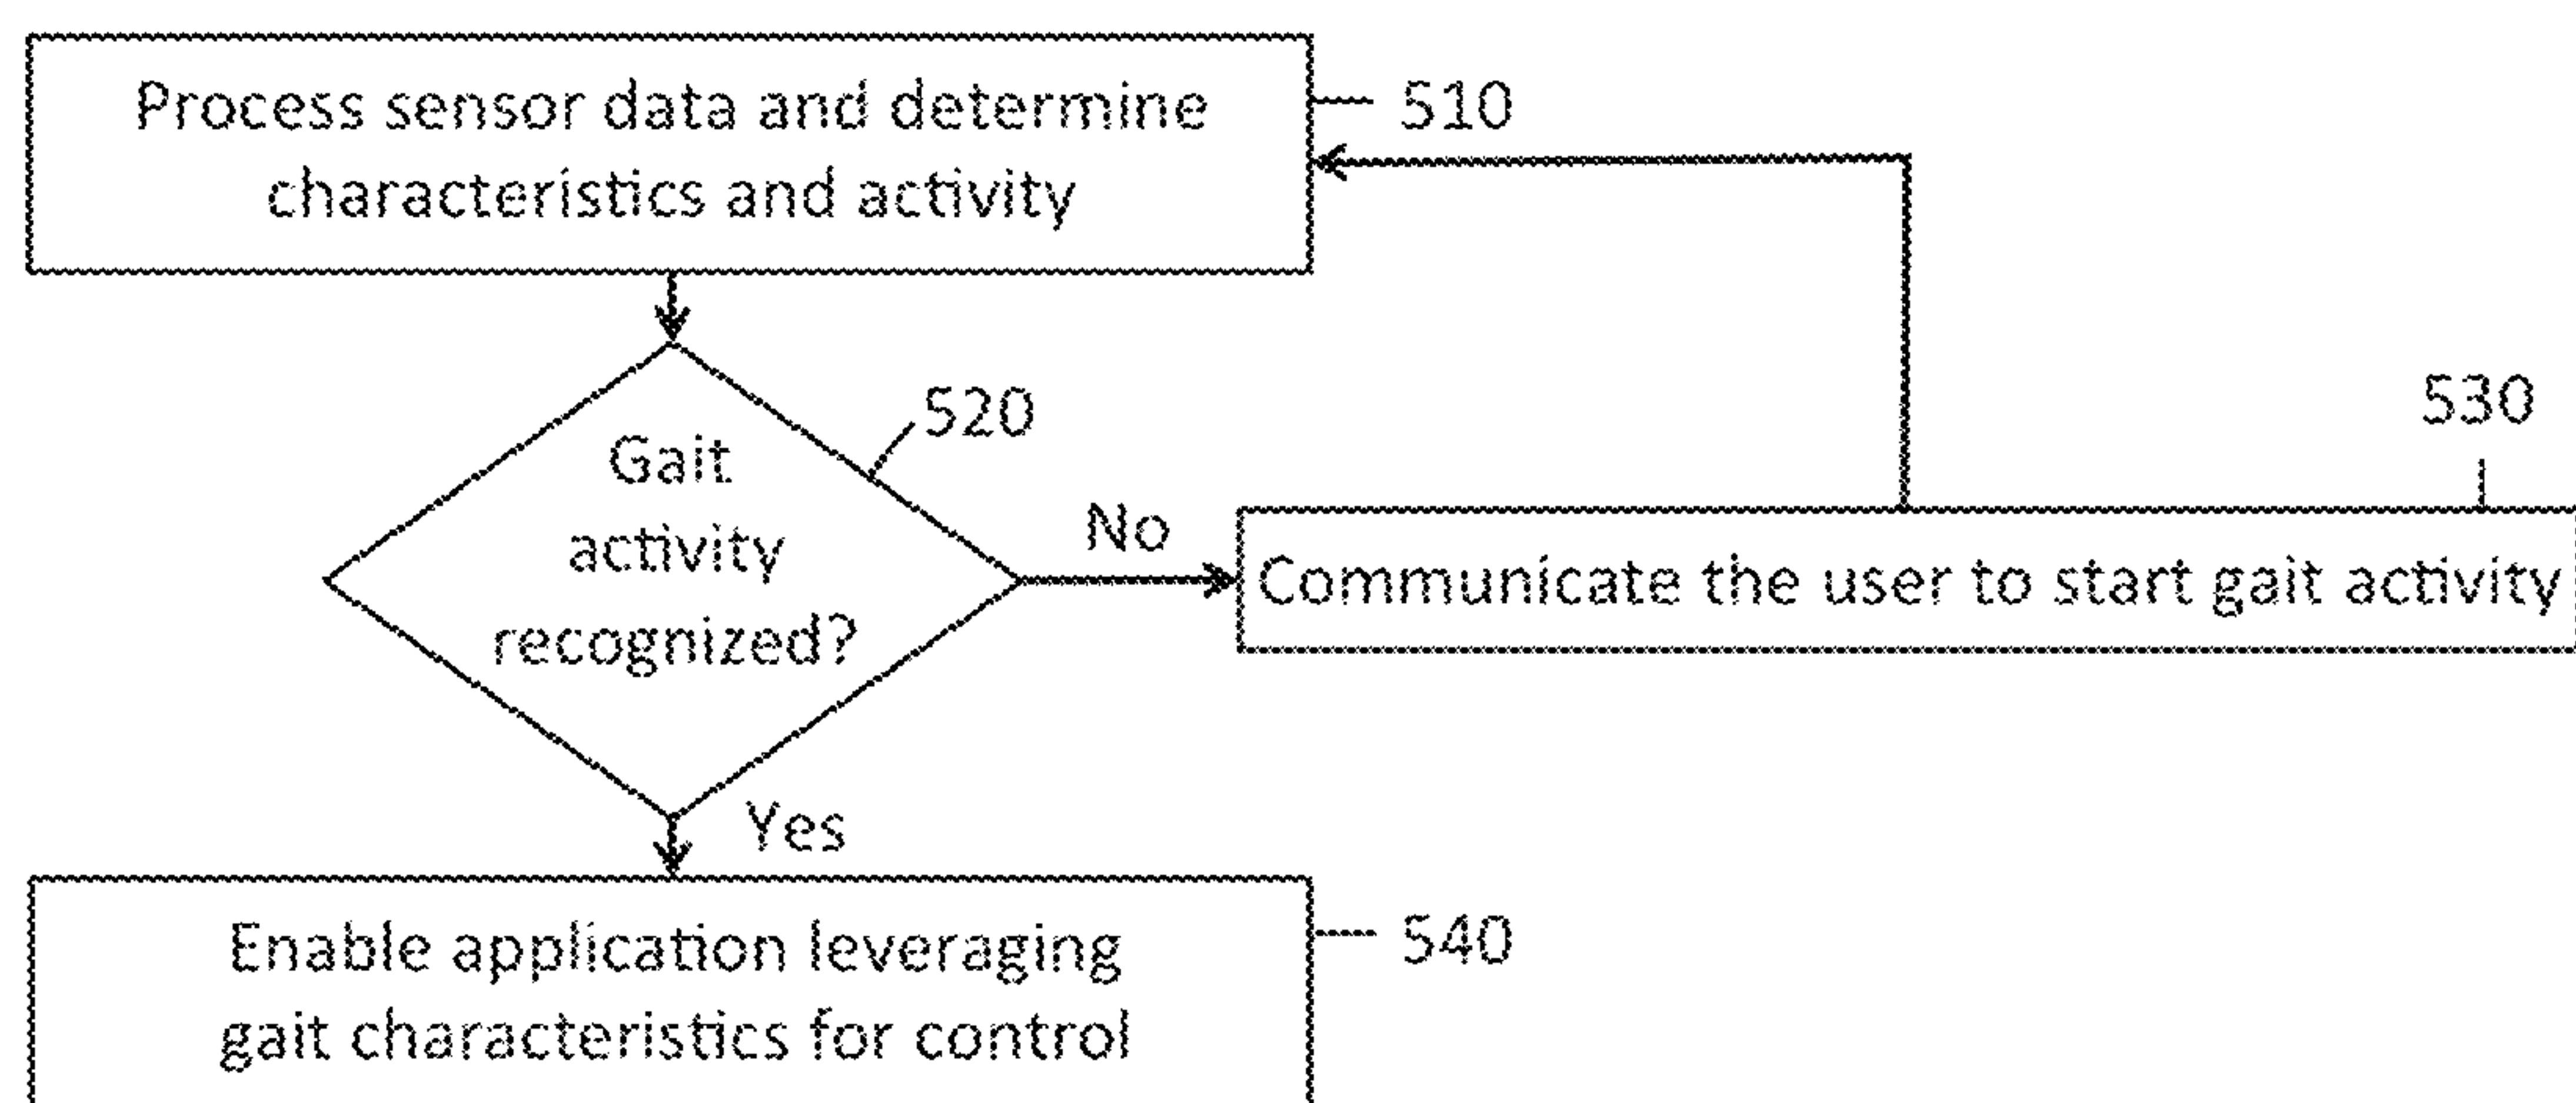 Process sensor data and determine
characteristics and activity
510
Gait
activity
recognized?
520
No
530
Communicate the user to start gait activity
Yes
Enable application leveraging
gait characteristics for control
540